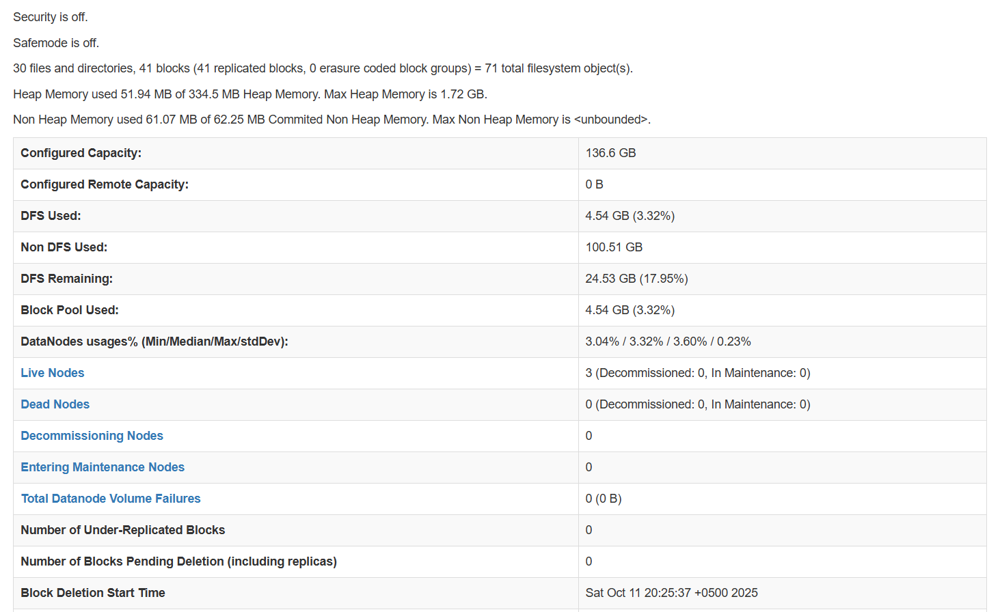 Security is off.
Safemode is off.
30 files and directories, 41 blocks (41 replicated blocks, 0 erasure coded block groups) = 71 total filesystem object(s).
Heap Memory used 51.94 MB of 334.5 MB Heap Memory. Max Heap Memory is 1.72 GB.
Non Heap Memory used 61.07 MB of 62.25 MB Commited Non Heap Memory. Max Non Heap Memory is <unbounded>.
Configured Capacity: 136.6 GB
Configured Remote Capacity: 0 B
DFS Used: 4.54 GB (3.32%)
Non DFS Used: 100.51 GB
DFS Remaining: 24.53 GB (17.95%)
Block Pool Used: 4.54 GB (3.32%)
DataNodes usages% (Min/Median/Max/stdDev): 3.04% / 3.32% / 3.60% / 0.23%
Live Nodes 3 (Decommissioned: 0, In Maintenance: 0)
Dead Nodes 0 (Decommissioned: 0, In Maintenance: 0)
Decommissioning Nodes 0
Entering Maintenance Nodes 0
Total Datanode Volume Failures 0 (0 B)
Number of Under-Replicated Blocks 0
Number of Blocks Pending Deletion (including replicas) 0
Block Deletion Start Time Sat Oct 11 20:25:37 +0500 2025